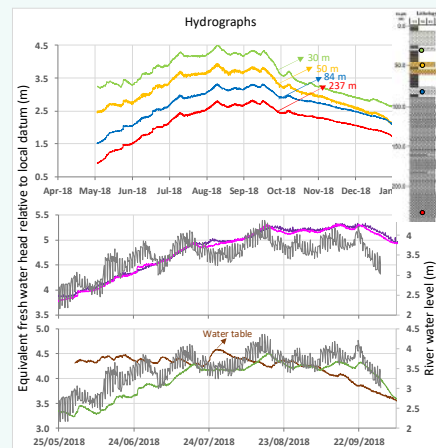 Hydrographs
4.5
3.5
2.5
1.5
0.5
30 m
50 m
84 m
237 m
Apr-18 May-18 Jun-18 Jul-18 Aug-18 Sep-18 Oct-18 Nov-18 Dec-18 Jan
50.0
200.0
Equivalent fresh water head relative to local datum (m)
5.5
5
4.5
4
3.5
4
3.5
3
2.5
2
River water level (m)
5.0
4.5
4.0
3.5
3.0
Water table
4.5
4
3.5
3
2.5
2
25/05/2018 24/06/2018 24/07/2018 23/08/2018 22/09/2018